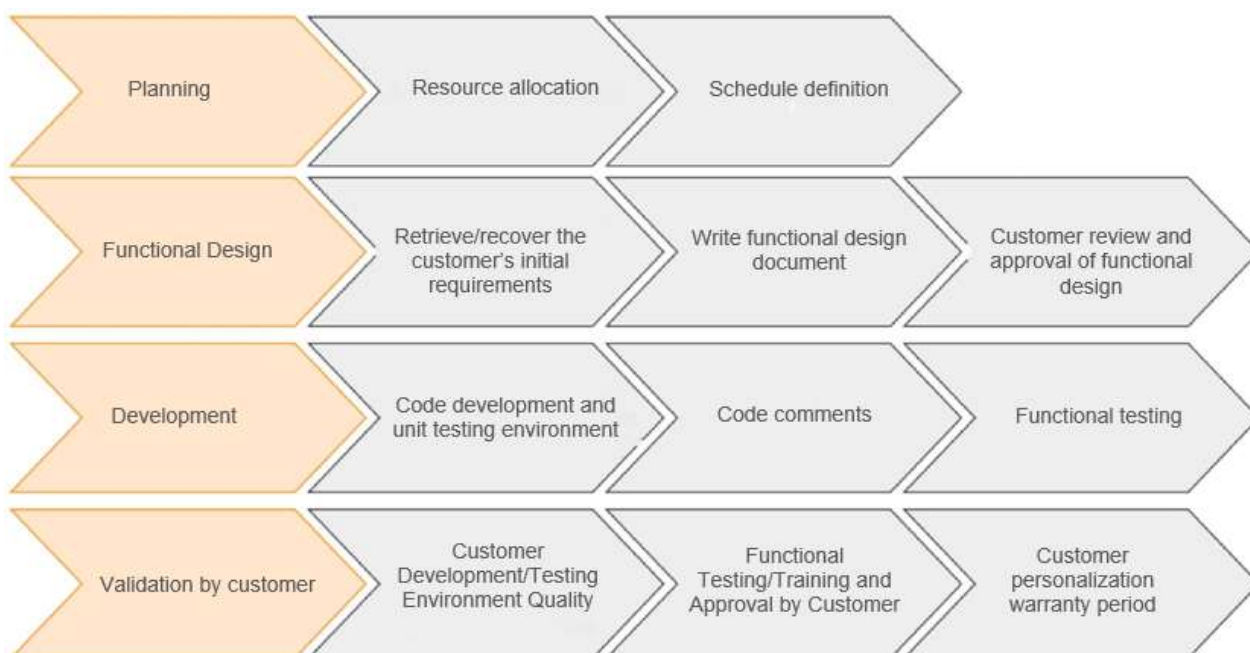 Planning
Resource allocation
Schedule definition
Functional Design
Retrieve/recover the
customer's initial
requirements
Write functional design
document
Customer review and
approval of functional
design
Development
Code development and
unit testing environment
Code comments
Functional testing
Validation by customer
Customer
Development/Testing
Environment Quality
Functional
Testing/Training and
Approval by Customer
Customer
personalization
warranty period